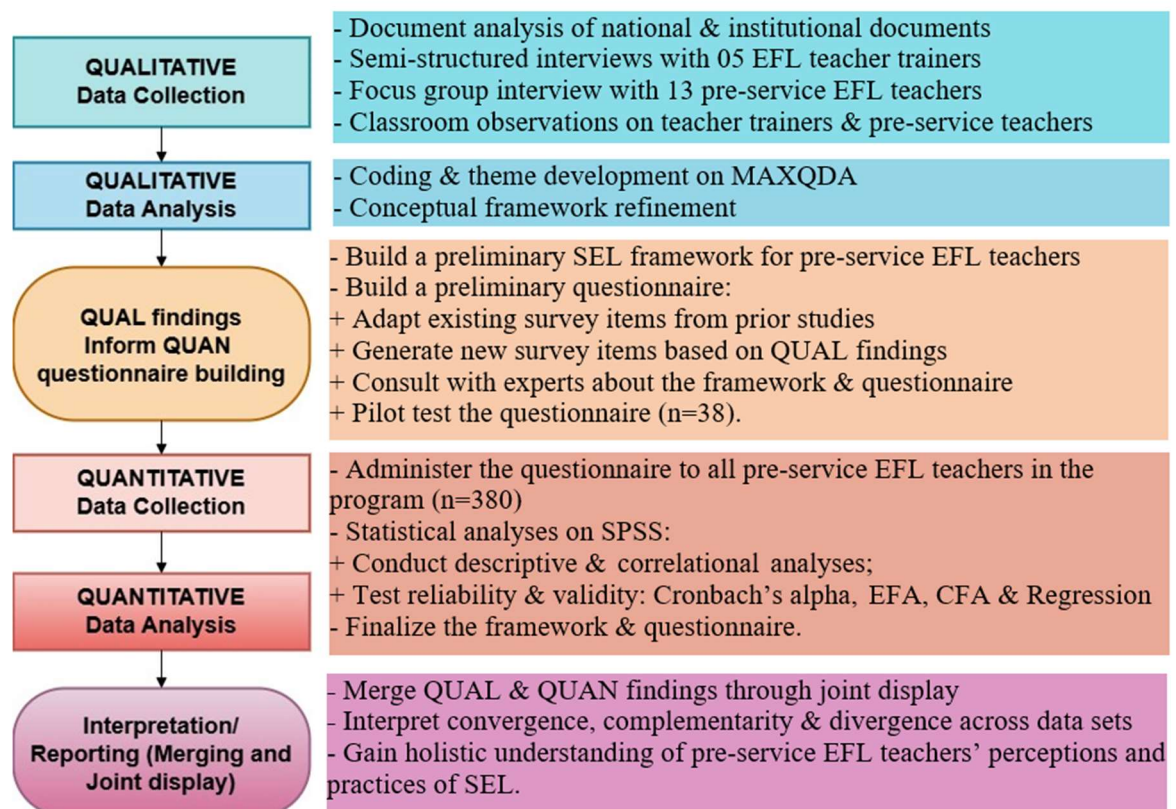 QUALITATIVE
Data Collection
- Document analysis of national & institutional documents
- Semi-structured interviews with 05 EFL teacher trainers
- Focus group interview with 13 pre-service EFL teachers
- Classroom observations on teacher trainers & pre-service teachers
QUALITATIVE
Data Analysis
- Coding & theme development on MAXQDA
- Conceptual framework refinement
QUAL findings
Inform QUAN
questionnaire building
- Build a preliminary SEL framework for pre-service EFL teachers
- Build a preliminary questionnaire:
+ Adapt existing survey items from prior studies
+ Generate new survey items based on QUAL findings
+ Consult with experts about the framework & questionnaire
+ Pilot test the questionnaire (n=38).
QUANTITATIVE
Data Collection
QUANTITATIVE
Data Analysis
- Administer the questionnaire to all pre-service EFL teachers in the
program (n=380)
- Statistical analyses on SPSS:
+ Conduct descriptive & correlational analyses;
+ Test reliability & validity: Cronbach's alpha, EFA, CFA & Regression
- Finalize the framework & questionnaire.
Interpretation/
Reporting (Merging and
Joint display)
- Merge QUAL & QUAN findings through joint display
- Interpret convergence, complementarity & divergence across data sets
- Gain holistic understanding of pre-service EFL teachers' perceptions and
practices of SEL.